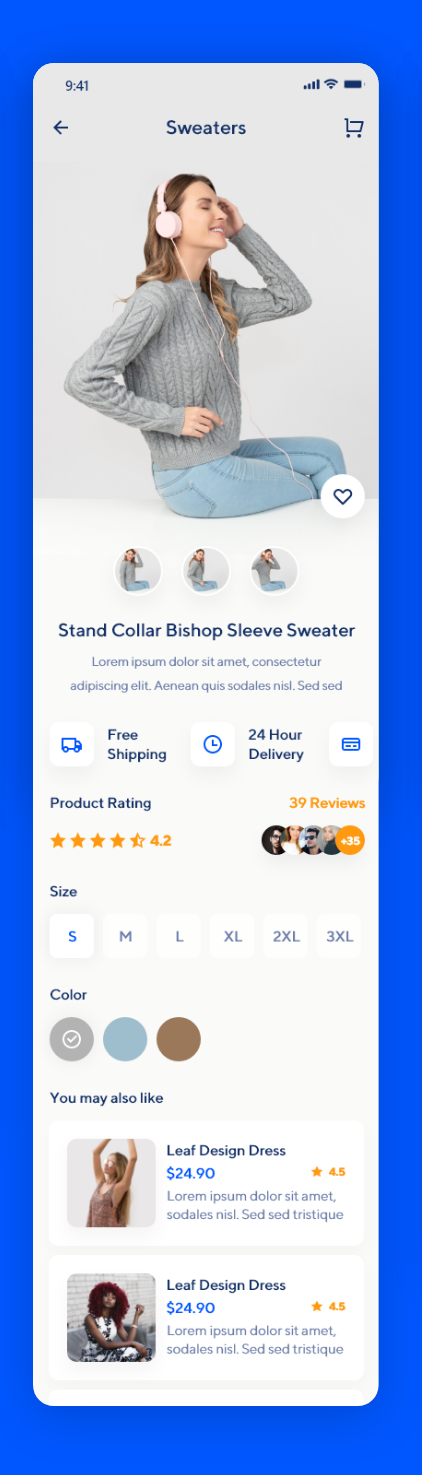 9:41
Sweaters
Stand Collar Bishop Sleeve Sweater
Lorem ipsum dolor sit amet, consectetur
adipiscing elit. Aenean quis sodales nisl. Sed sed
Free
Shipping
24 Hour
Delivery
Product Rating
39 Reviews
4.2
+35
Size
S
M
L
XL
2XL
3XL
Color
You may also like
Leaf Design Dress
$24.90
4.5
Lorem ipsum dolor sit amet,
sodales nisl. Sed sed tristique
Leaf Design Dress
$24.90
4.5
Lorem ipsum dolor sit amet,
sodales nisl. Sed sed tristique